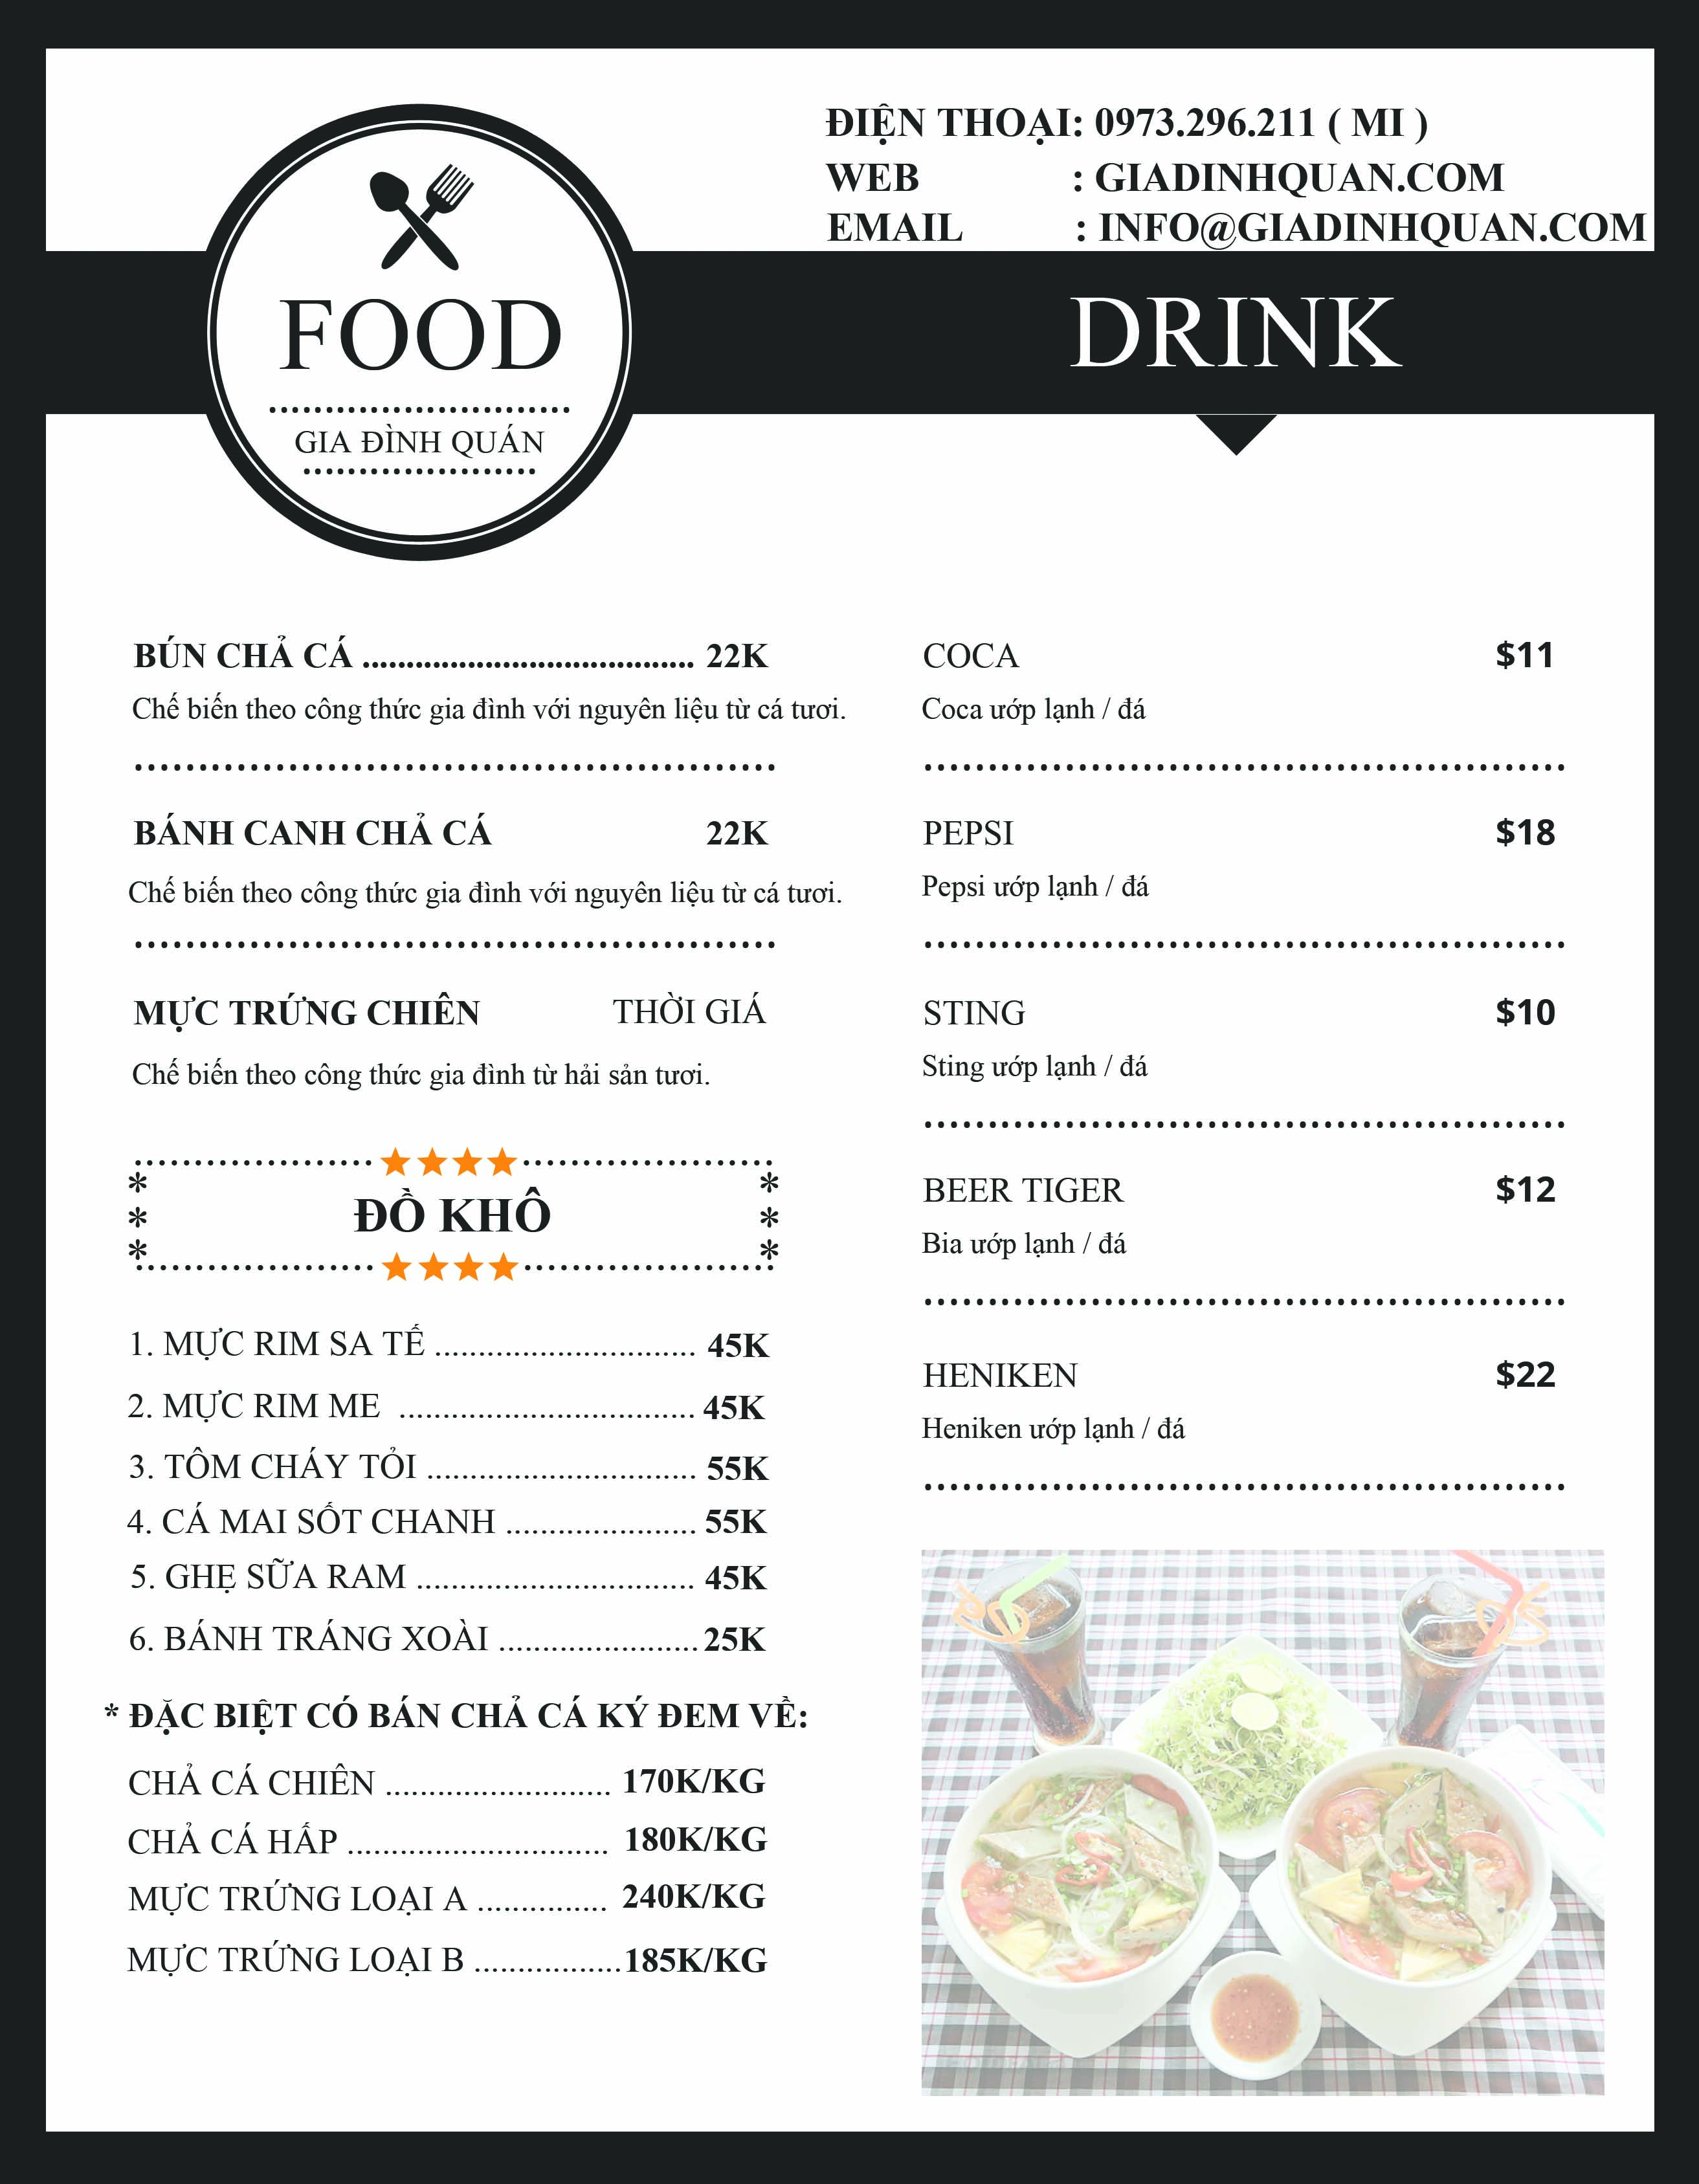 ĐIỆN THOẠI: 0973.296.211 ( MI )
WEB : GIADINHQUAN.COM
EMAIL : INFO@GIADINHQUAN.COM
FOOD
GIA ĐÌNH QUÁN
DRINK
BÚN CHẢ CÁ ...................................... 22K
Chế biến theo công thức gia đình với nguyên liệu từ cá tươi.
BÁNH CANH CHẢ CÁ 22K
Chế biến theo công thức gia đình với nguyên liệu từ cá tươi.
MỰC TRỨNG CHIÊN THỜI GIÁ
Chế biến theo công thức gia đình từ hải sản tươi.
* *
* ĐỒ KHÔ *
* *
1. MỰC RIM SA TẾ .............................. 45K
2. MỰC RIM ME .................................. 45K
3. TÔM CHÁY TỎI ............................... 55K
4. CÁ MAI SỐT CHANH ...................... 55K
5. GHẸ SỮA RAM ................................ 45K
6. BÁNH TRÁNG XOÀI ....................... 25K
* ĐẶC BIỆT CÓ BÁN CHẢ CÁ KÝ ĐEM VỀ:
CHẢ CÁ CHIÊN .......................... 170K/KG
CHẢ CÁ HẤP .............................. 180K/KG
MỰC TRỨNG LOẠI A ............... 240K/KG
MỰC TRỨNG LOẠI B .................185K/KG
COCA $11
Coca ướp lạnh / đá
PEPSI $18
Pepsi ướp lạnh / đá
STING $10
Sting ướp lạnh / đá
BEER TIGER $12
Bia ướp lạnh / đá
HENIKEN $22
Heniken ướp lạnh / đá